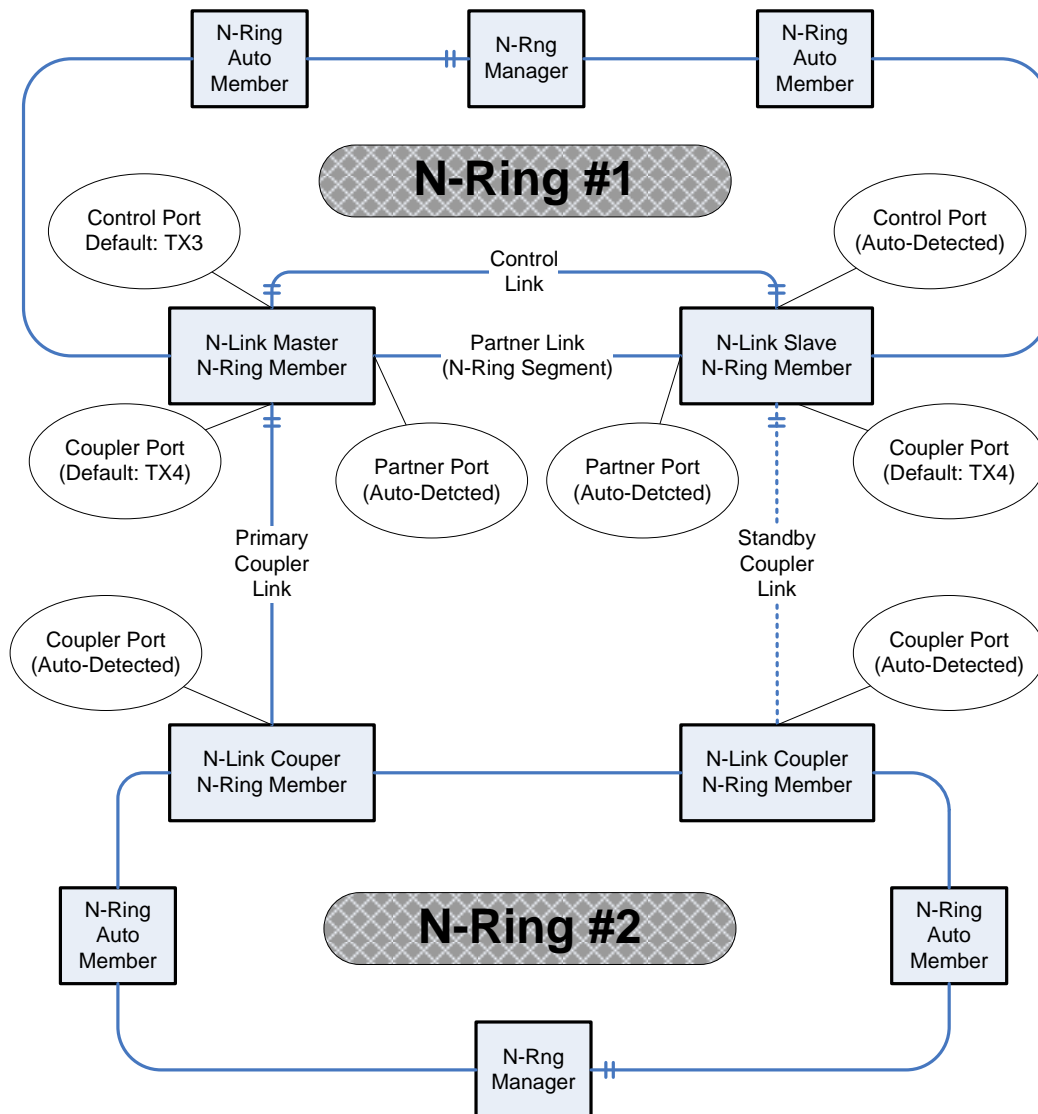 N-Ring
Auto
Member
N-Rng
Manager
N-Ring
Auto
Member
N-Ring #1
Control Port
Default: TX3
Control Port
(Auto-Detected)
Control
Link
N-Link Master
N-Ring Member
Partner Link
(N-Ring Segment)
N-Link Slave
N-Ring Member
Coupler Port
(Default: TX4)
Partner Port
(Auto-Detcted)
Partner Port
(Auto-Detcted)
Coupler Port
(Default: TX4)
Primary
Coupler
Link
Standby
Coupler
Link
Coupler Port
(Auto-Detected)
Coupler Port
(Auto-Detected)
N-Link Couper
N-Ring Member
N-Link Coupler
N-Ring Member
N-Ring
Auto
Member
N-Ring #2
N-Ring
Auto
Member
N-Rng
Manager